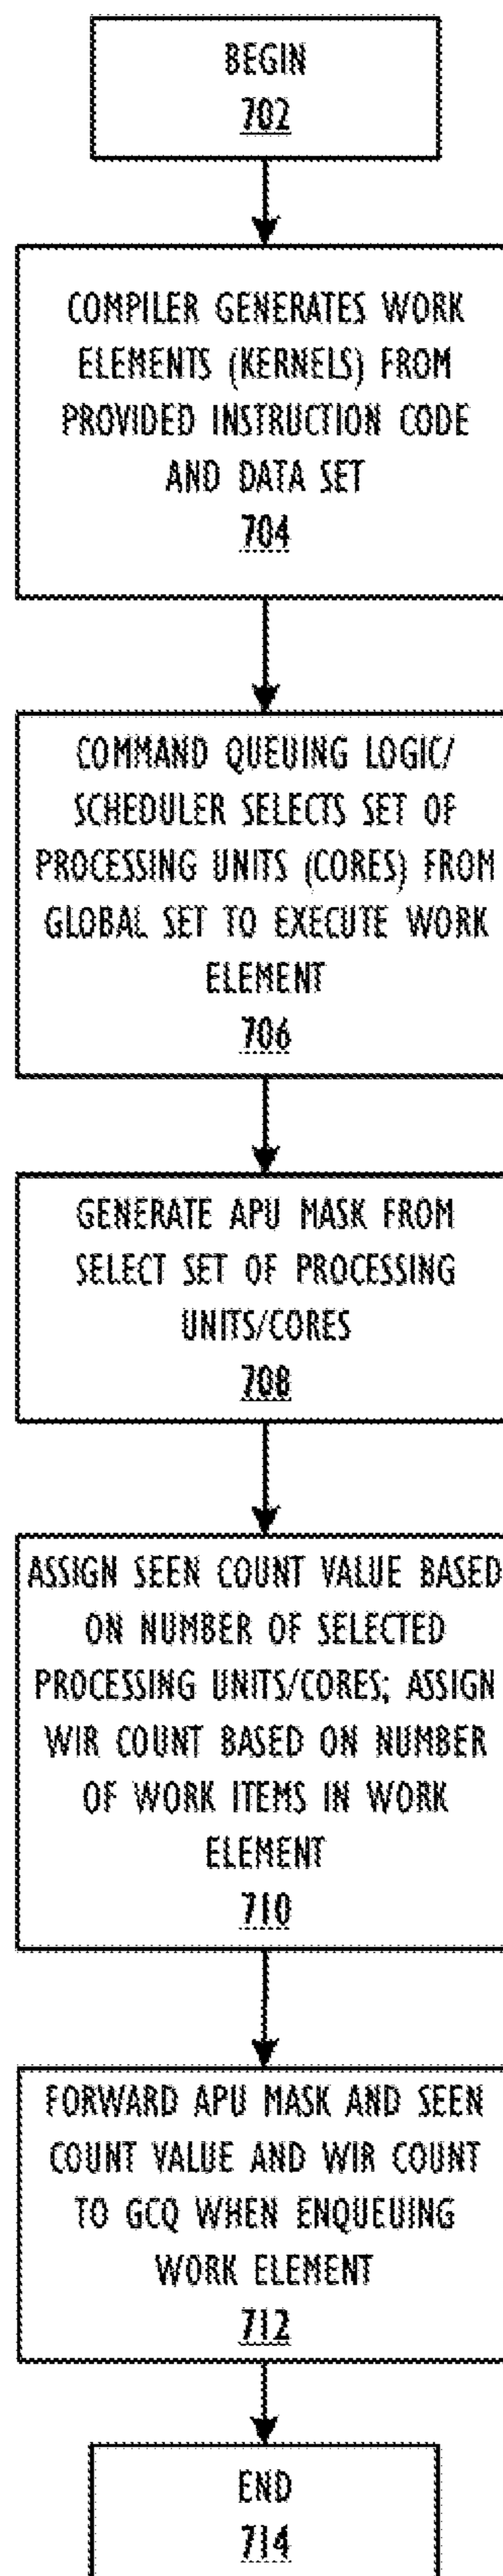 BEGIN
702
COMPILER GENERATES WORK
ELEMENTS (KERNELS) FROM
PROVIDED INSTRUCTION CODE
AND DATA SET
704
COMMAND QUEUING LOGIC/
SCHEDULER SELECTS SET OF
PROCESSING UNITS (CORES) FROM
GLOBAL SET TO EXECUTE WORK
ELEMENT
706
GENERATE APU MASK FROM
SELECT SET OF PROCESSING
UNITS/CORES
708
ASSIGN SEEN COUNT VALUE BASED
ON NUMBER OF SELECTED
PROCESSING UNITS/CORES; ASSIGN
WIR COUNT BASED ON NUMBER
OF WORK ITEMS IN WORK
ELEMENT
710
FORWARD APU MASK AND SEEN
COUNT VALUE AND WIR COUNT
TO GCQ WHEN ENQUEUING
WORK ELEMENT
712
END
714